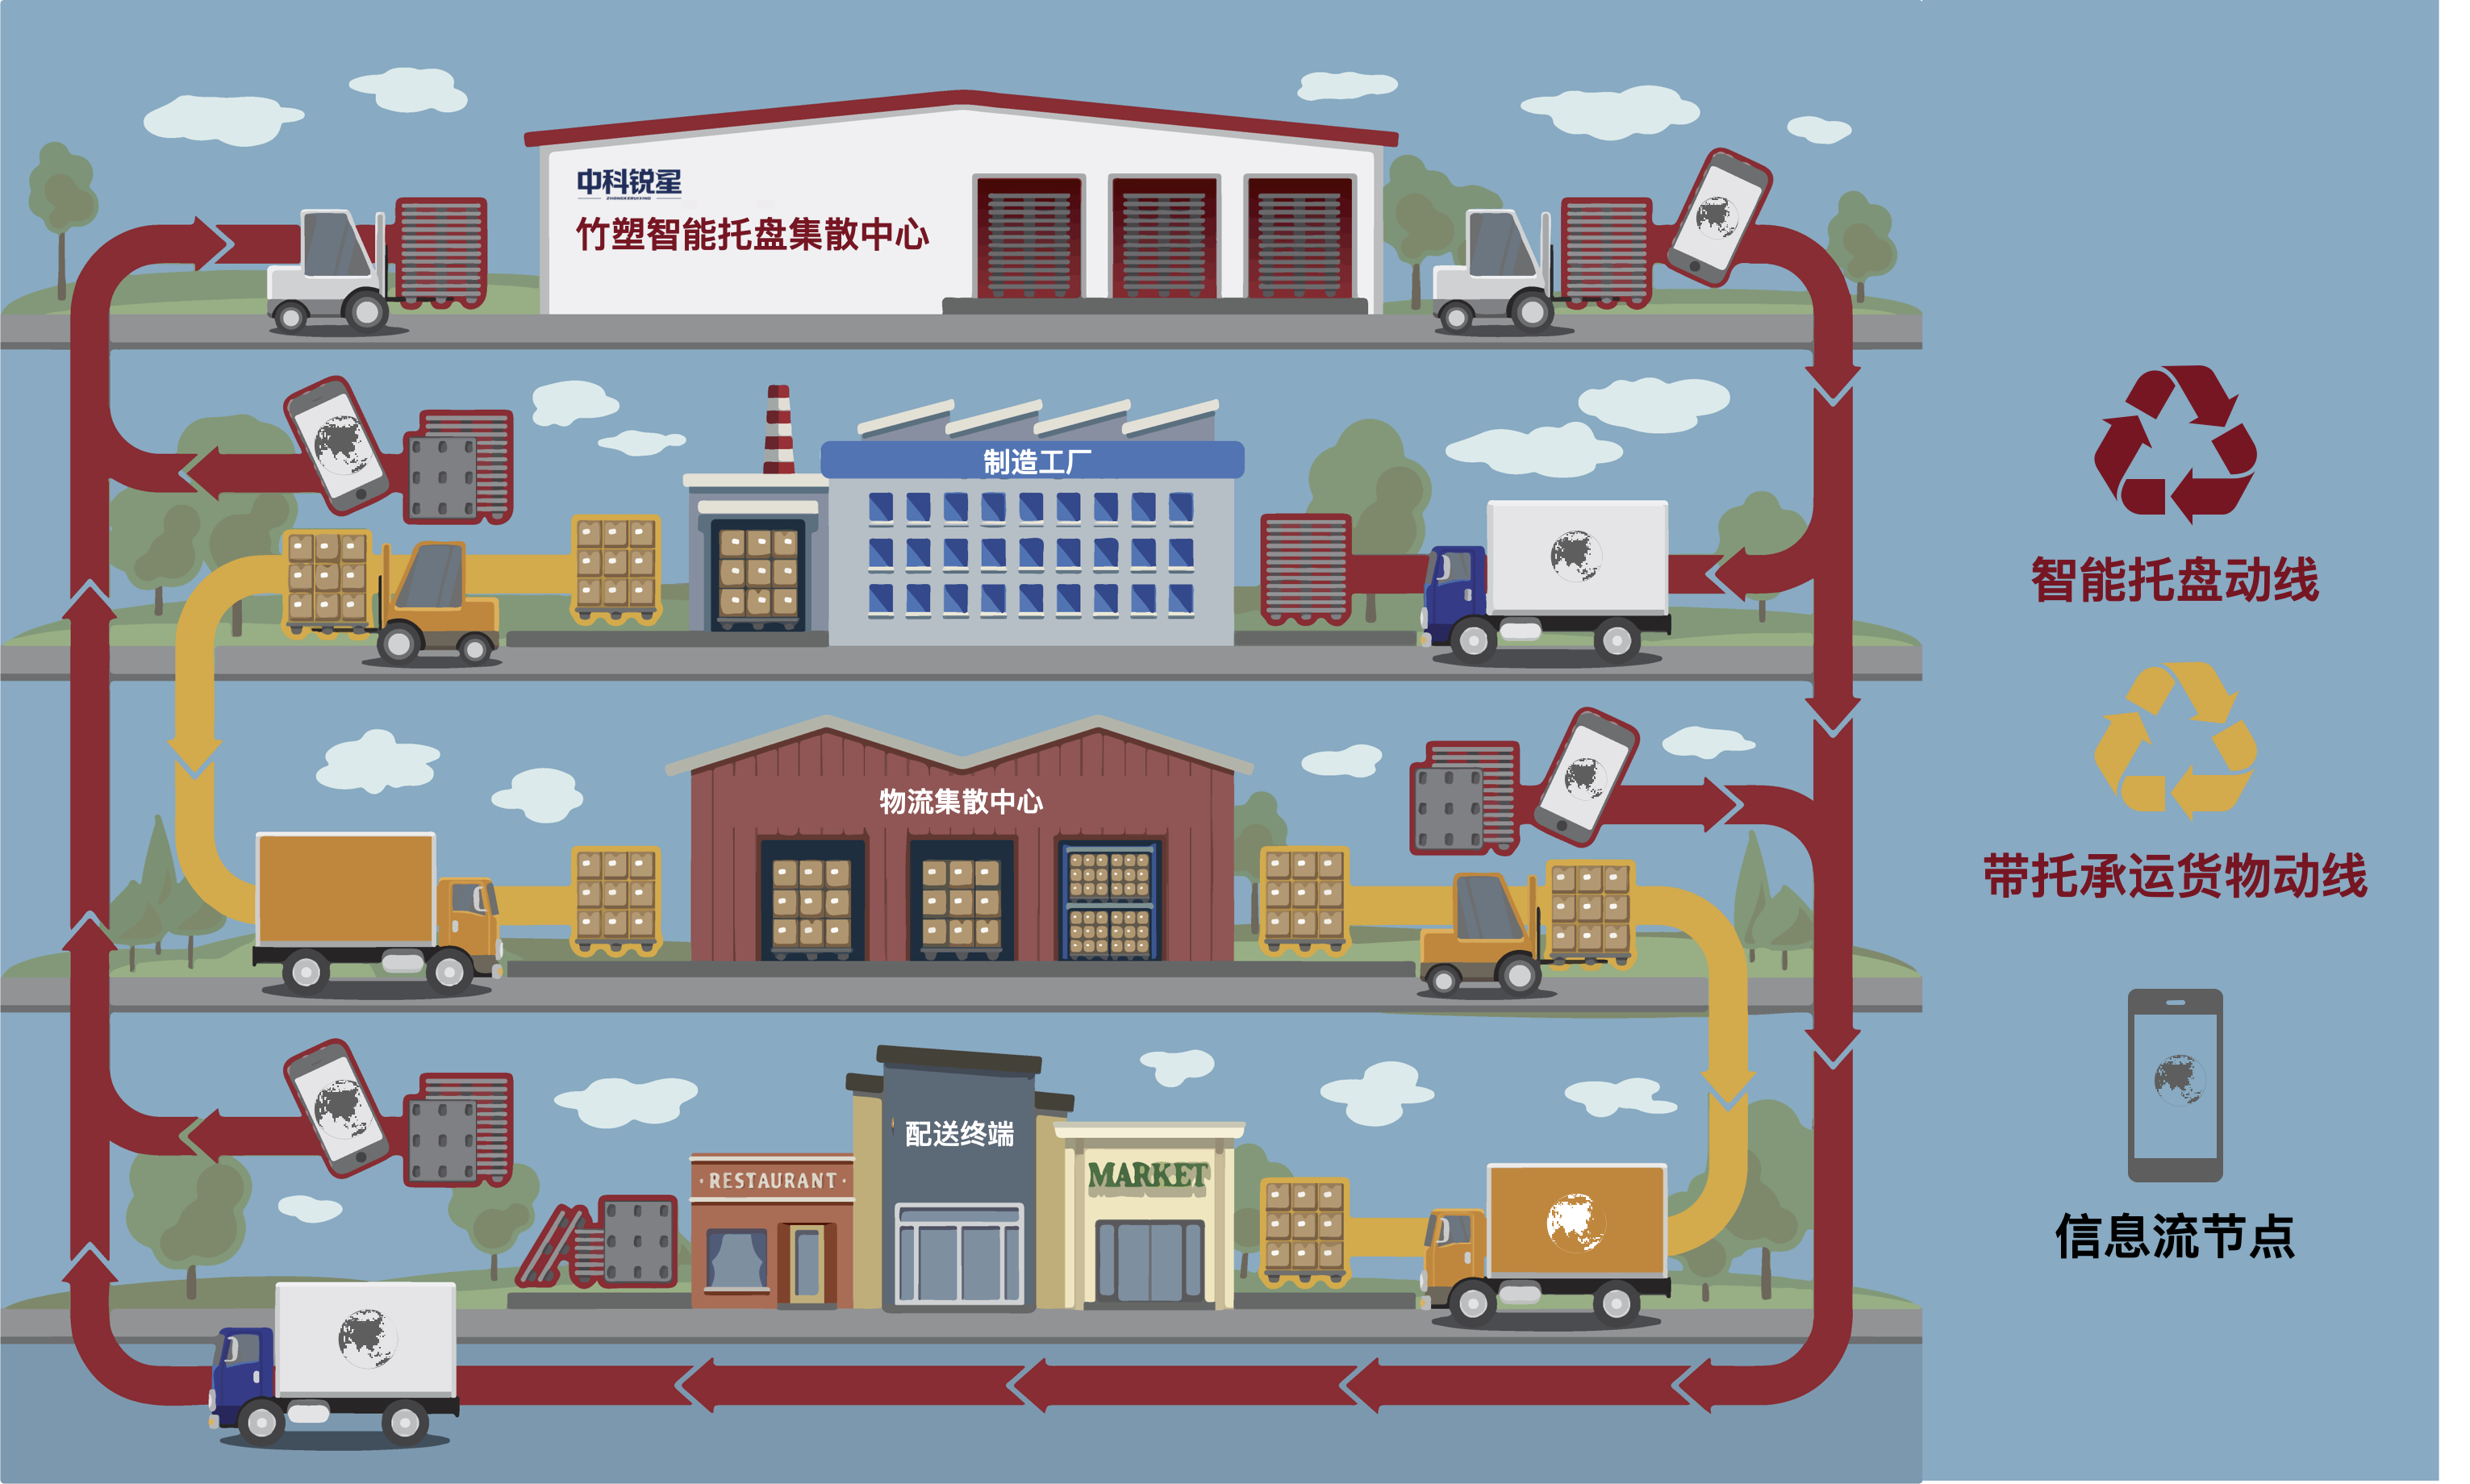 中科锐星
ZHONGKERUIXING
竹塑智能托盘集散中心
制造工厂
智能托盘动线
物流集散中心
带托承运货物动线
配送终端
·RESTAURANT·
MARKET
信息流节点